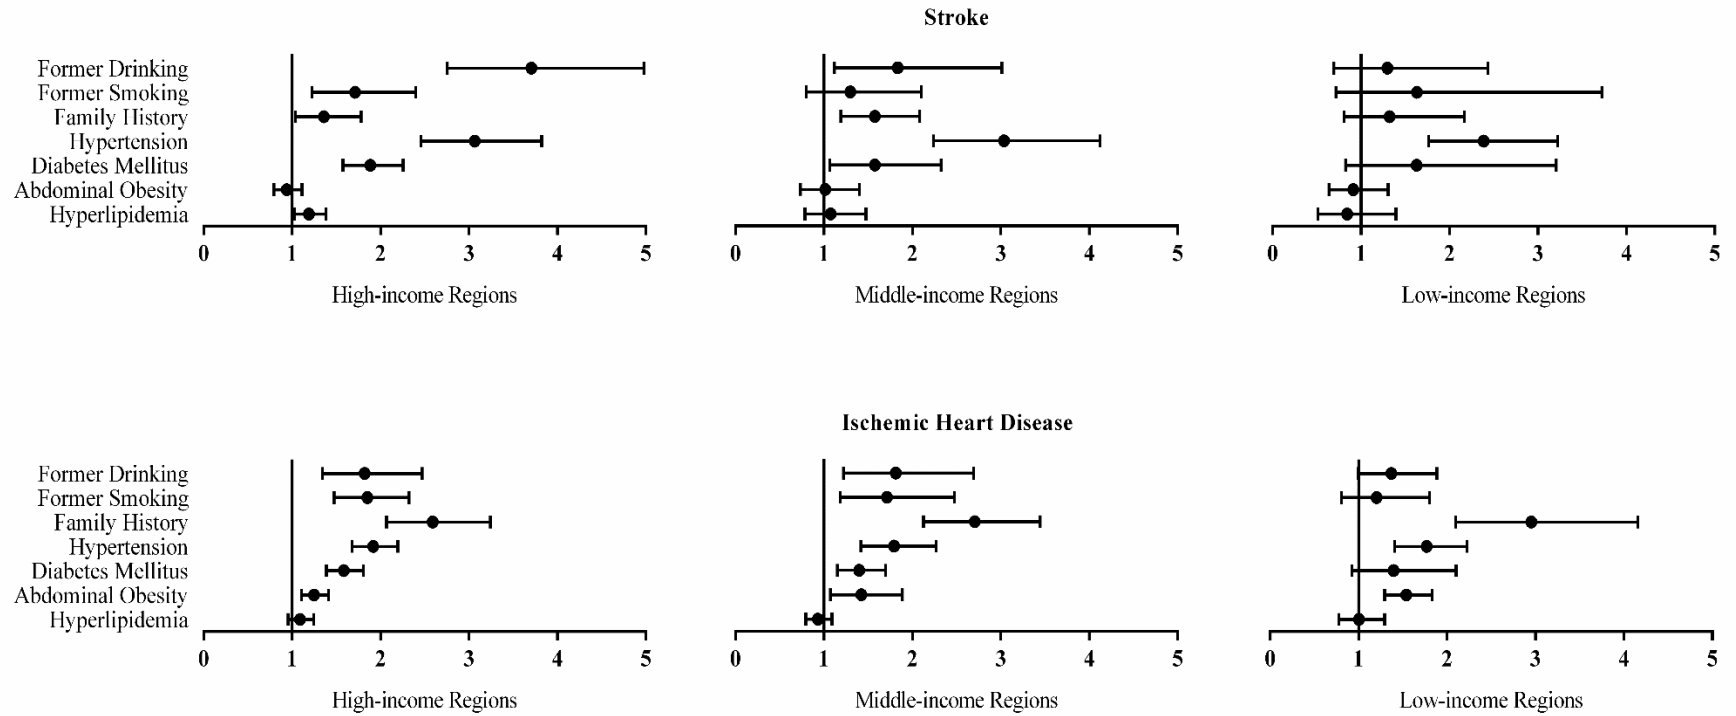 Stroke
Former Drinking
Former Smoking
Family History
Hypertension
Diabetes Mellitus
Abdominal Obesity
Hyperlipidemia
0 1 2 3 4 5 0 1 2 3 4 5 0 1 2 3 4 5
High-income Regions Middle-income Regions Low-income Regions
Ischemic Heart Disease
Former Drinking
Former Smoking
Family History
Hypertension
Diabetes Mellitus
Abdominal Obesity
Hyperlipidemia
0 1 2 3 4 5 0 1 2 3 4 5 0 1 2 3 4 5
High-income Regions Middle-income Regions Low-income Regions